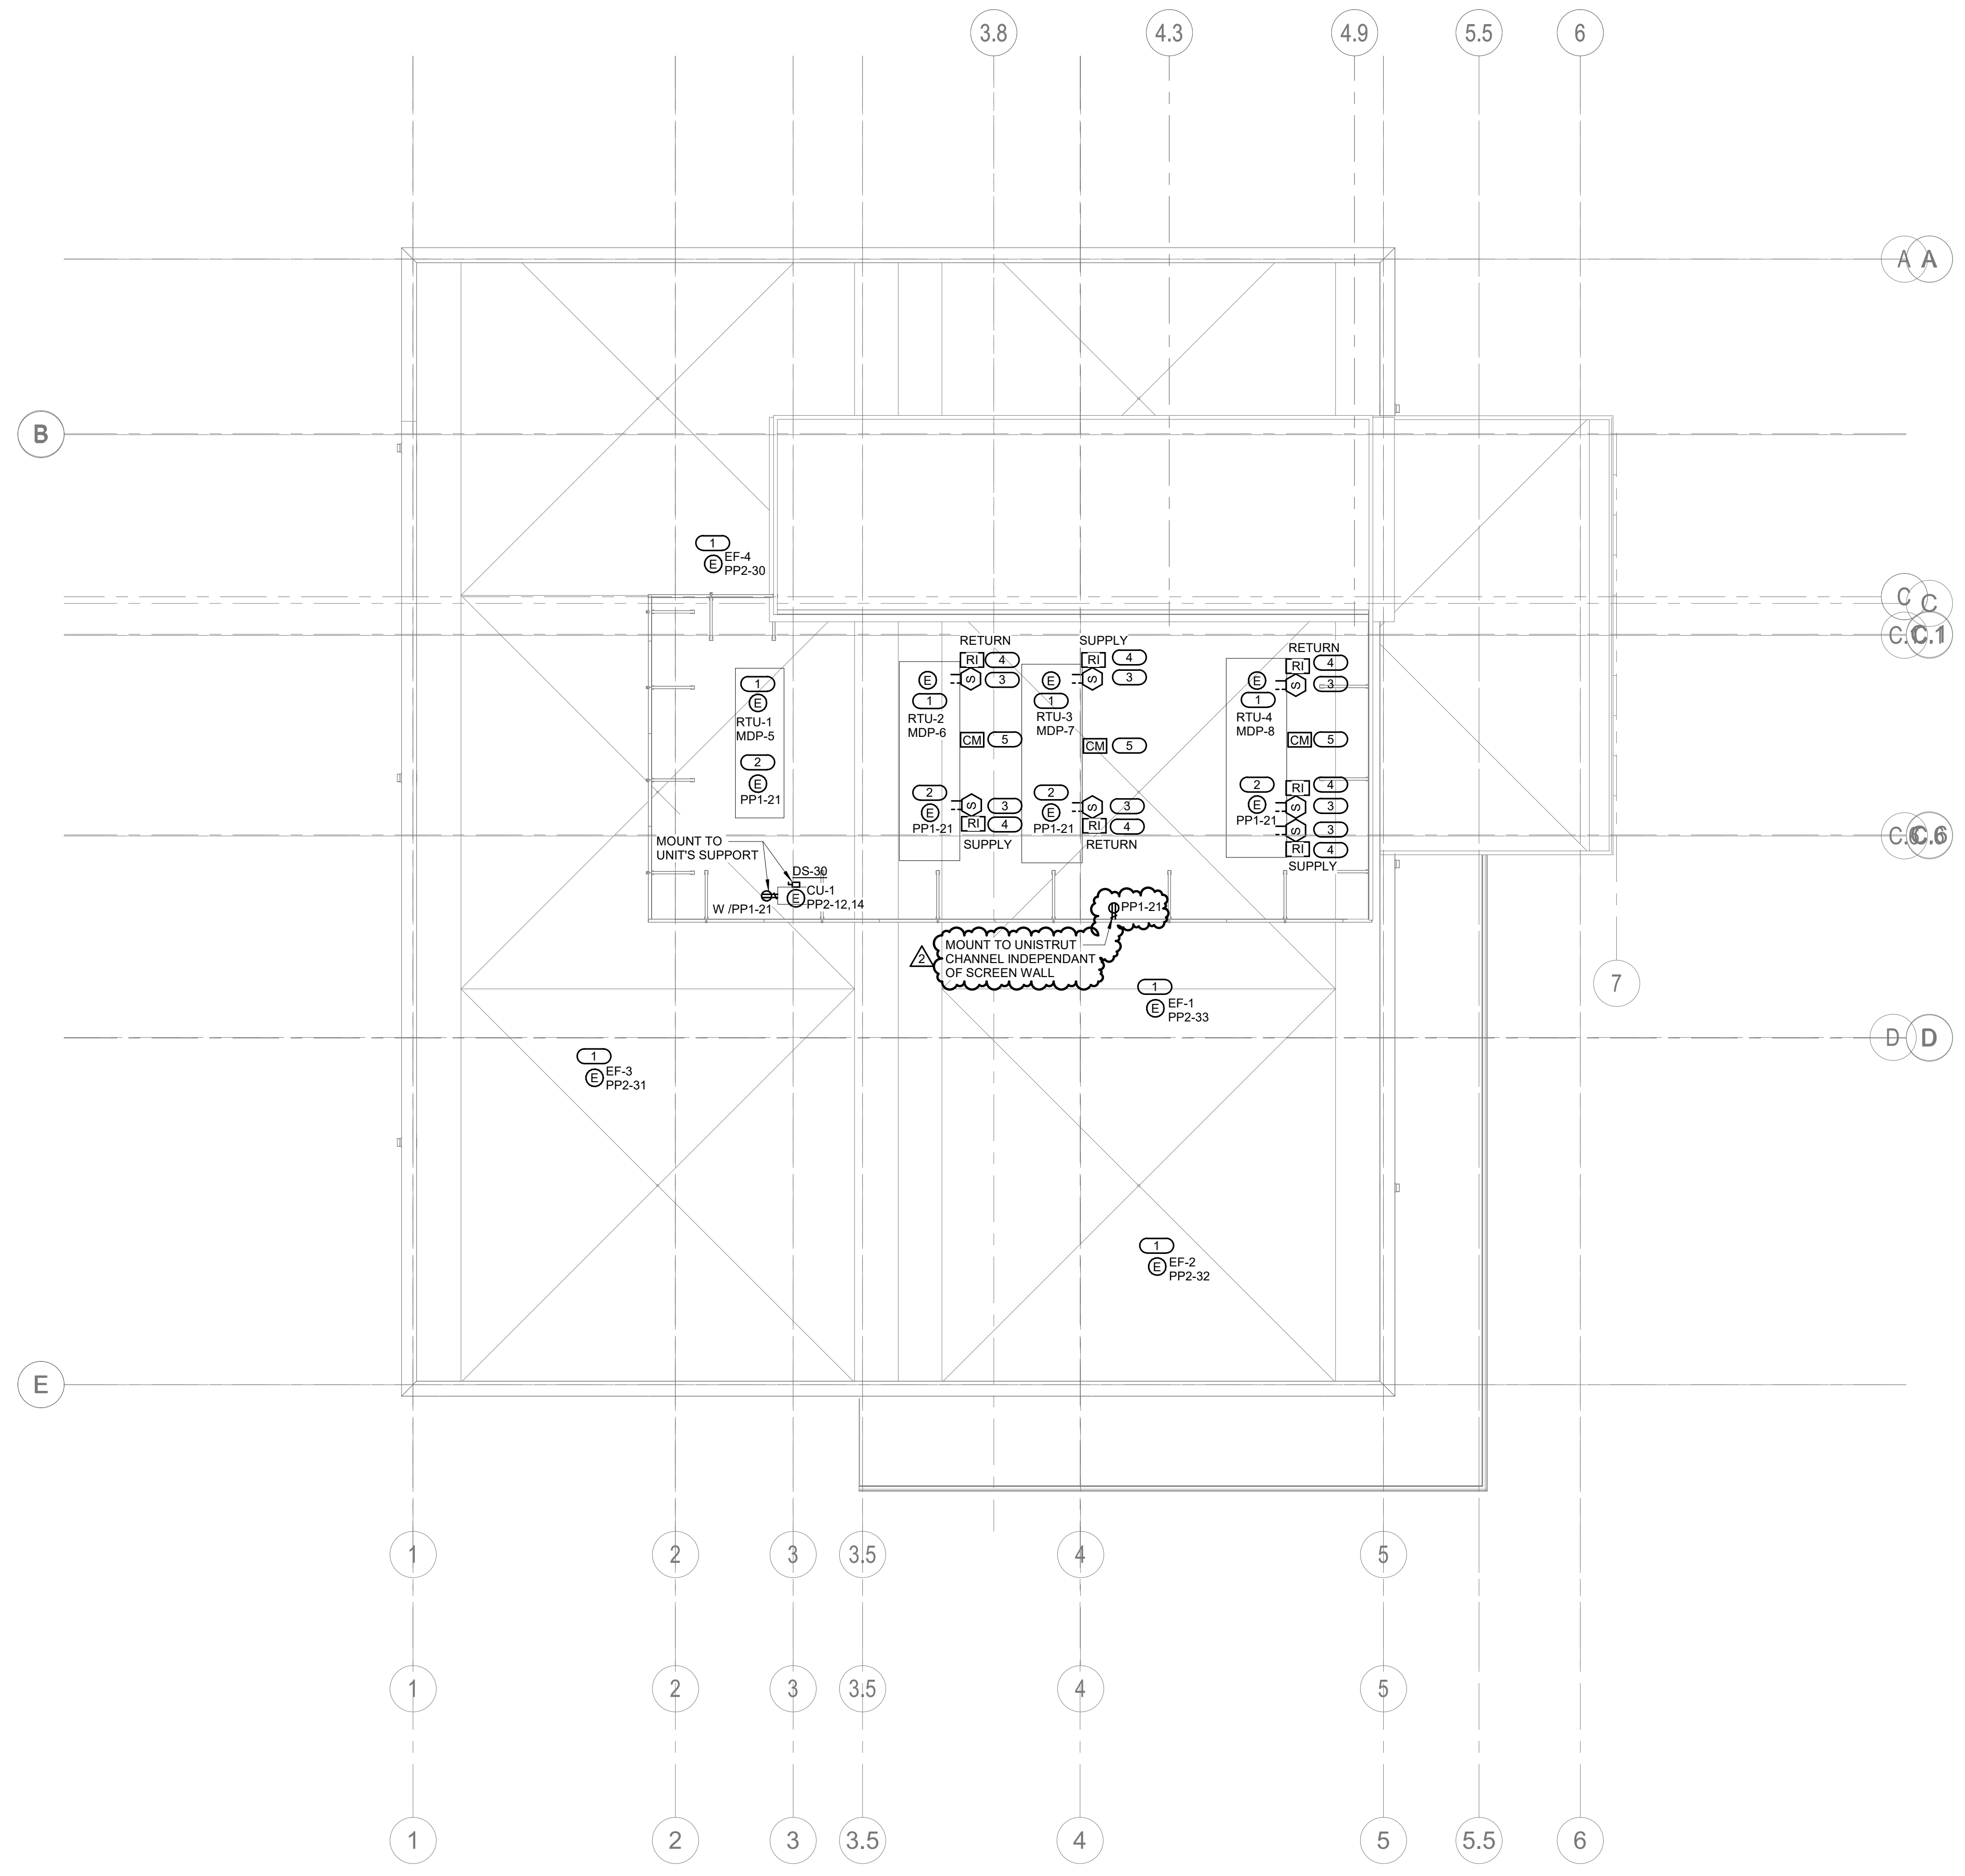 3.8
4.3
4.9
5.5
6
A
A
B
1
EF-4
E
PP2-30
C
C
C.1
C.1
RETURN
RI
4
E
S
3
1
RTU-2
MDP-6
CM
5
2
S
3
E
RI
4
PP1-21
SUPPLY
SUPPLY
RI
4
E
S
3
1
RTU-3
MDP-7
CM
5
2
S
3
E
RI
4
PP1-21
RETURN
RETURN
RI
4
E
S
3
1
RTU-4
MDP-8
CM
5
2
RI
4
E
S
3
PP1-21
S
3
RI
4
SUPPLY
1
E
RTU-1
MDP-5
2
E
PP1-21
C.6
C.6
MOUNT TO
UNIT'S SUPPORT
DS-30
CU-1
E
PP2-12,14
W /PP1-21
PP1-21
MOUNT TO UNISTRUT
CHANNEL INDEPENDANT
OF SCREEN WALL
2
7
1
EF-1
E
PP2-33
D
D
1
EF-3
E
PP2-31
1
EF-2
E
PP2-32
E
1
2
3
3.5
4
5
1
2
3
3.5
4
5
1
2
3
3.5
4
5
5.5
6